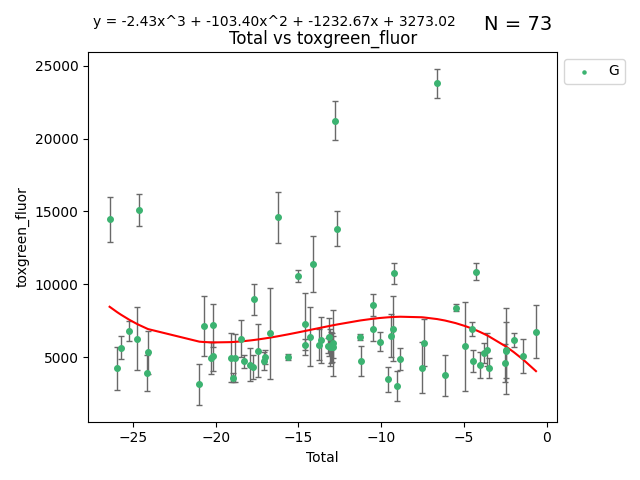 y = -2.43x^3 + -103.40x^2 + -1232.67x + 3273.02
N = 73
Total vs toxgreen_fluor
G
25000
20000
15000
10000
5000
toxgreen_fluor
−25
−20
−15
−10
−5
0
Total